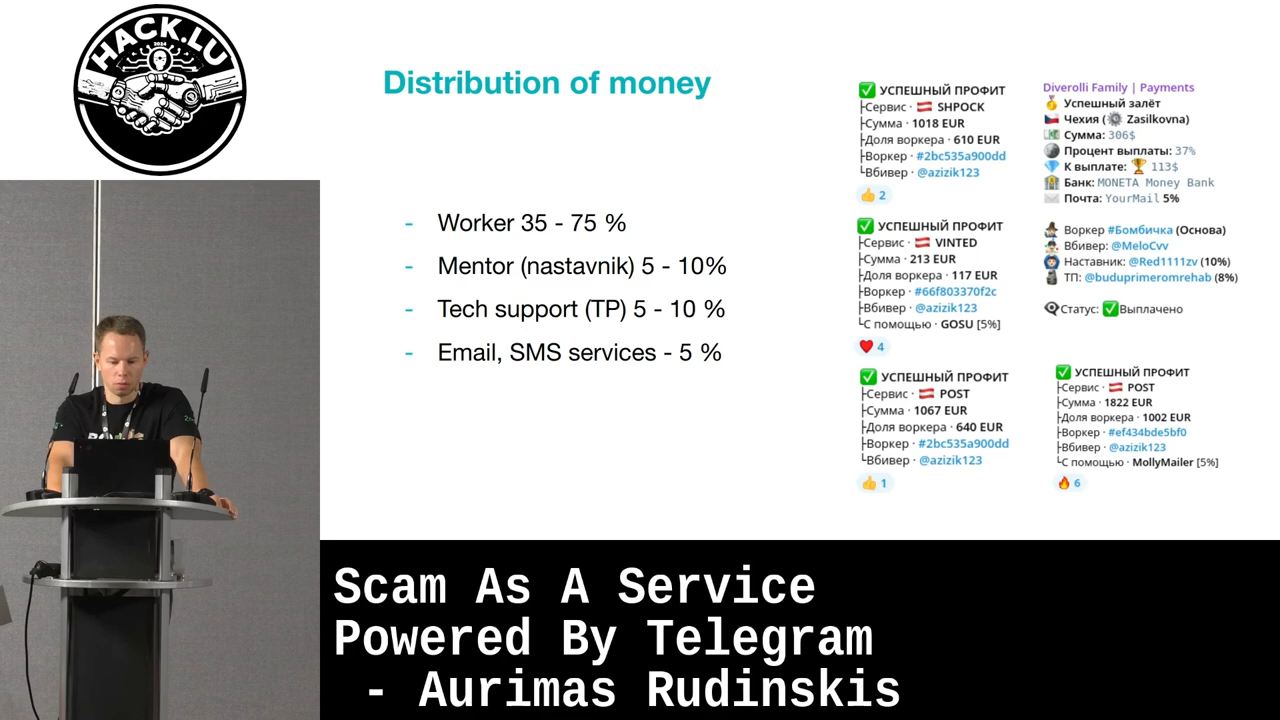 HACK.LU
2024
Distribution of money
- Worker 35 - 75 %
- Mentor (nastavnik) 5 - 10%
- Tech support (TP) 5 - 10 %
- Email, SMS services - 5 %
✅ УСПЕШНЫЙ ПРОФИТ
├Сервис · 🇦🇹 SHPOCK
├Сумма · 1018 EUR
├Доля воркера · 610 EUR
├Воркер · #2bc535a900dd
└Вбивер · @azizik123
👍 2
✅ УСПЕШНЫЙ ПРОФИТ
├Сервис · 🇦🇹 VINTED
├Сумма · 213 EUR
├Доля воркера · 117 EUR
├Воркер · #66f803370f2c
├Вбивер · @azizik123
└С помощью · GOSU [5%]
❤️ 4
✅ УСПЕШНЫЙ ПРОФИТ
├Сервис · 🇦🇹 POST
├Сумма · 1067 EUR
├Доля воркера · 640 EUR
├Воркер · #2bc535a900dd
└Вбивер · @azizik123
👍 1
Diverolli Family | Payments
🏅 Успешный залёт
🇨🇿 Чехия (⚙️ Zasilkovna)
💵 Сумма: 306$
🌚 Процент выплаты: 37%
💎 К выплате: 🏆 113$
🏦 Банк: MONETA Money Bank
✉️ Почта: YourMail 5%
Воркер #Бомбичка (Основа)
Вбивер: @MeloCvv
Наставник: @Red1111zv (10%)
ТП: @buduprimeromrehab (8%)
👁‍🗨Статус: ✅Выплачено
✅ УСПЕШНЫЙ ПРОФИТ
├Сервис · 🇦🇹 POST
├Сумма · 1822 EUR
├Доля воркера · 1002 EUR
├Воркер · #ef434bde5bf0
├Вбивер · @azizik123
└С помощью · MollyMailer [5%]
🔥 6
Scam As A Service
Powered By Telegram
- Aurimas Rudinskis